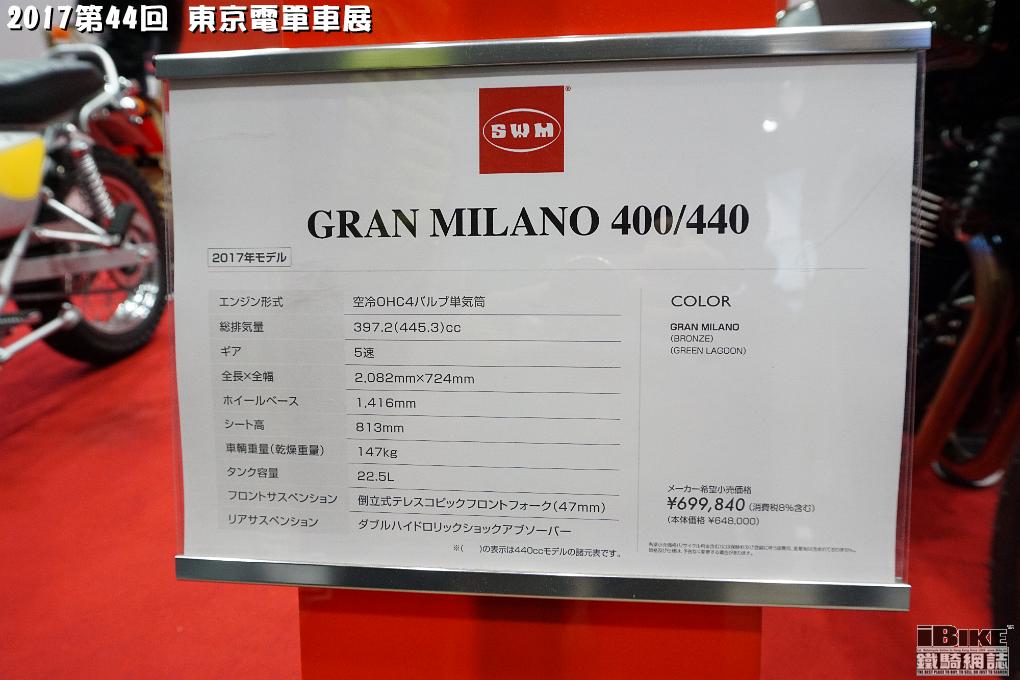 2017第44回 東京電單車展
SWM
GRAN MILANO 400/440
2017年モデル
エンジン形式 空冷OHC4バルブ単気筒
総排気量 397.2(445.3)cc
ギア 5速
全長×全幅 2,082mm×724mm
ホイールベース 1,416mm
シート高 813mm
車輌重量(乾燥重量) 147kg
タンク容量 22.5L
フロントサスペンション 倒立式テレスコピックフロントフォーク(47mm)
リアサスペンション ダブルハイドロリックショックアブソーバー
※( )の表示は440ccモデルの諸元表です。
COLOR
GRAN MILANO
(BRONZE)
(GREEN LAGOON)
メーカー希望小売価格
¥699,840(消費税8%含む)
(本体価格 ¥648,000)
iBIKE
鐵騎網誌